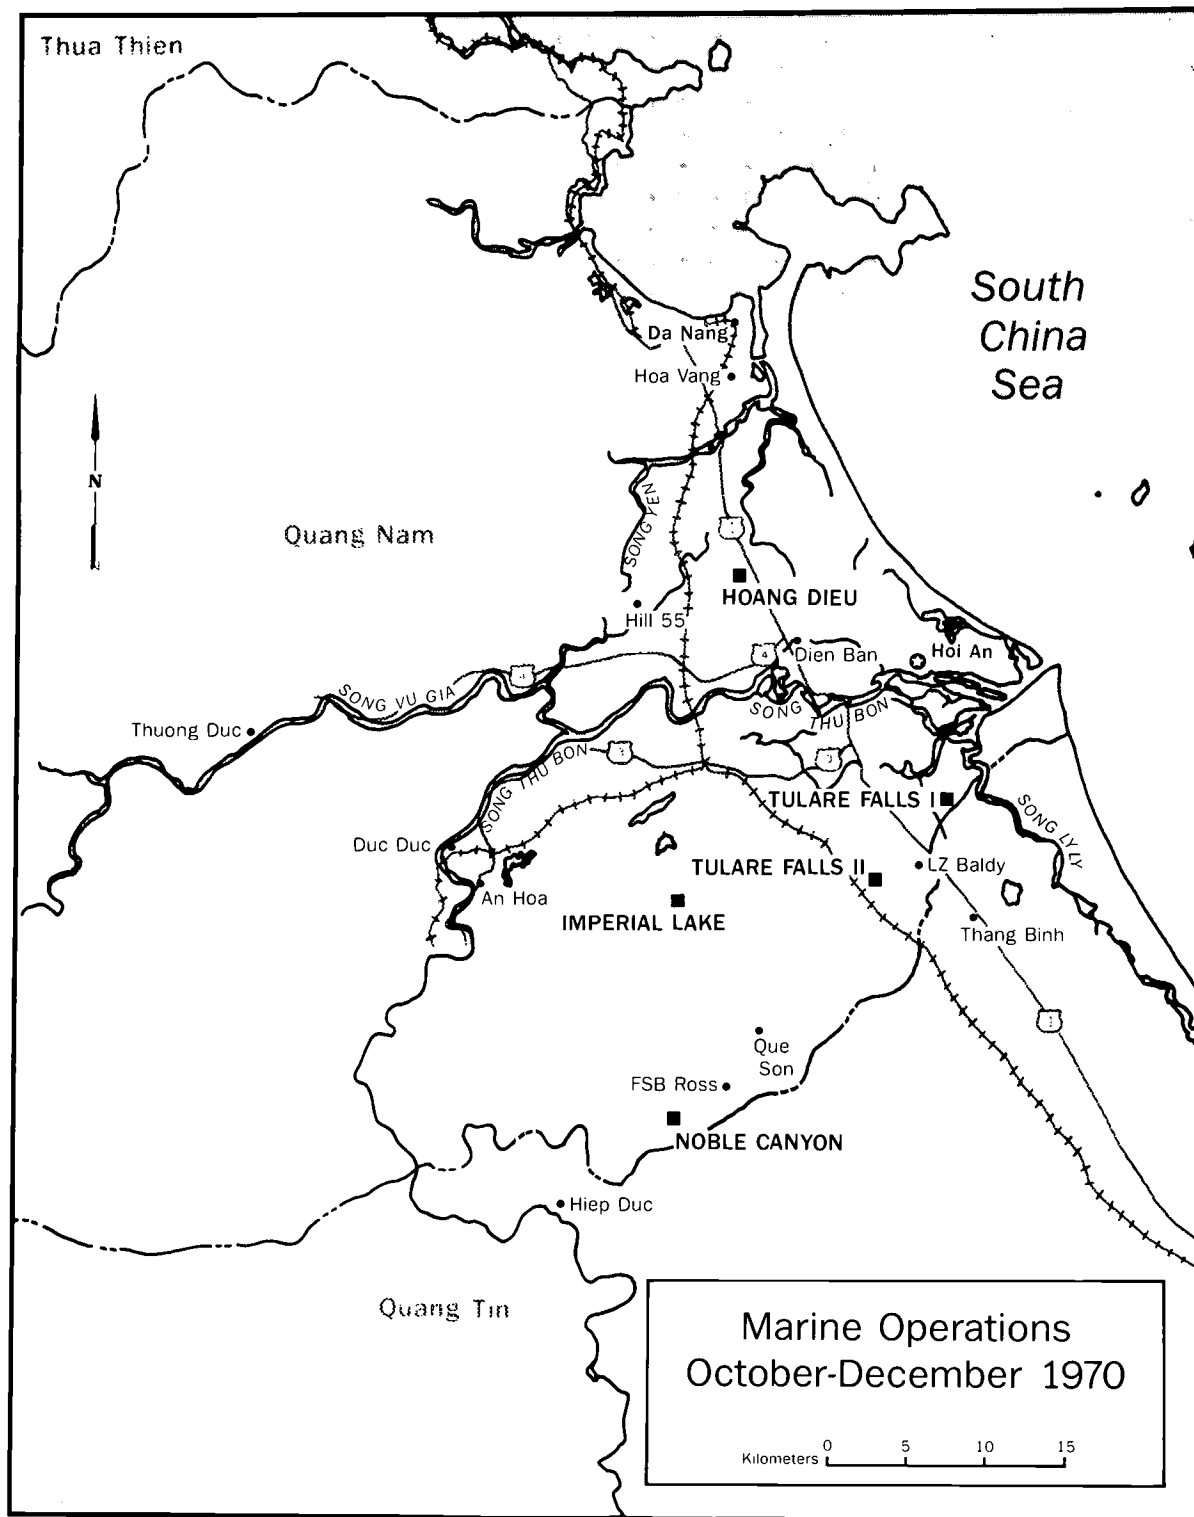 Thua Thien
South
China
Sea
Da Nang
Hoa Vang
N
Quang Nam
SONG YEN
1
HOANG DIEU
Hill 55
4
Dien Ban
Hoi An
4
SONG VU GIA
SONG THU BON
Thuong Duc
SONG THU BON
3
3
TULARE FALLS I
SONG LY LY
Duc Duc
TULARE FALLS II
LZ Baldy
An Hoa
IMPERIAL LAKE
Thang Binh
1
Que
Son
FSB Ross
NOBLE CANYON
Hiep Duc
Quang Tin
Marine Operations
October-December 1970
Kilometers 0 5 10 15